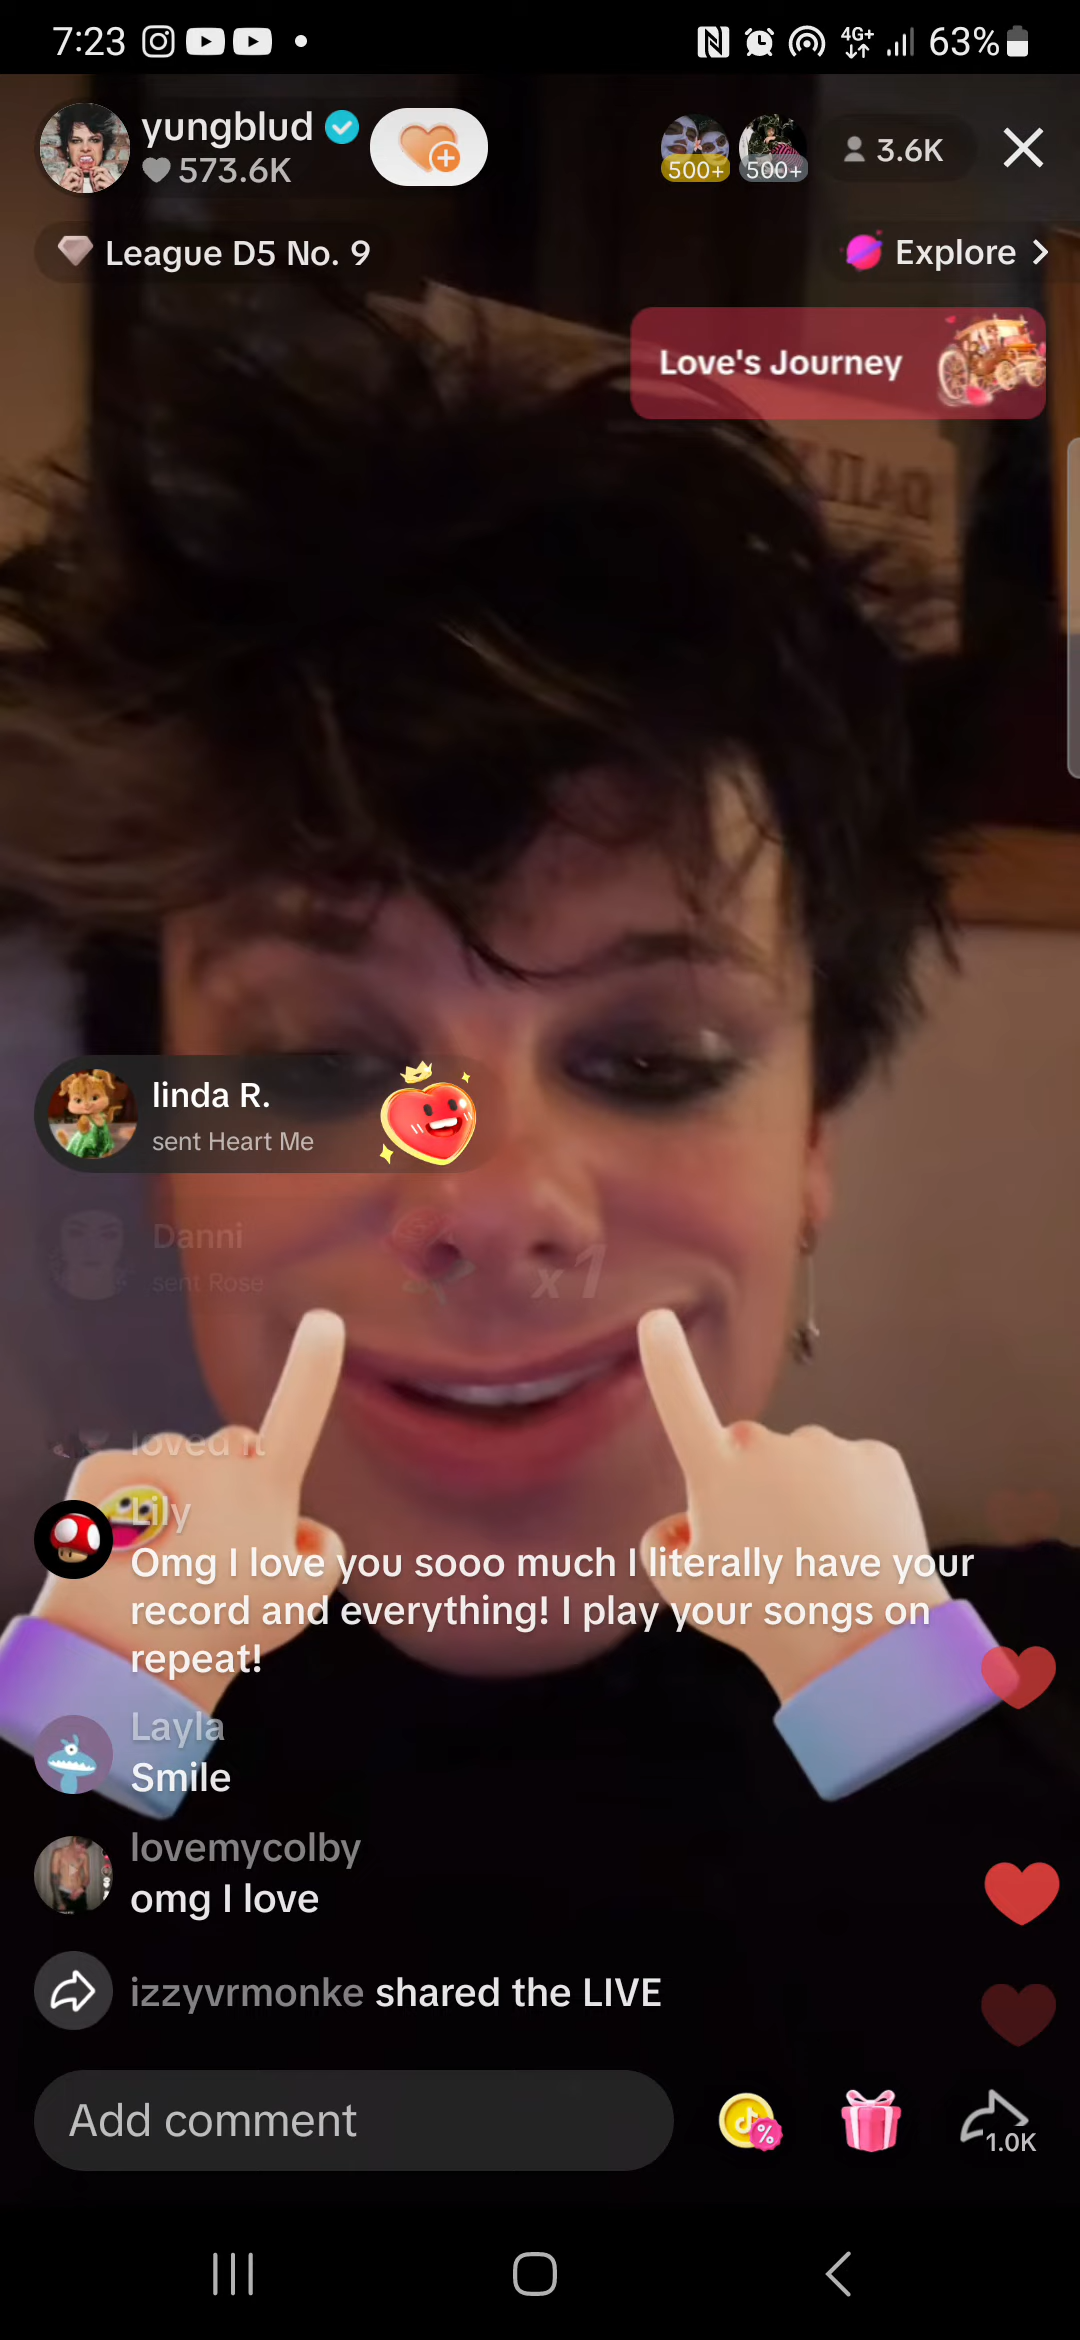 7:23
4G+
63%
yungblud
573.6K
500+
500+
3.6K
League D5 No. 9
Explore
Love's Journey
linda R.
sent Heart Me
Danni
sent Rose
x1
loved it
Lily
Omg I love you sooo much I literally have your
record and everything! I play your songs on
repeat!
Layla
Smile
lovemycolby
omg I love
izzyvrmonke shared the LIVE
Add comment
%
1.0K